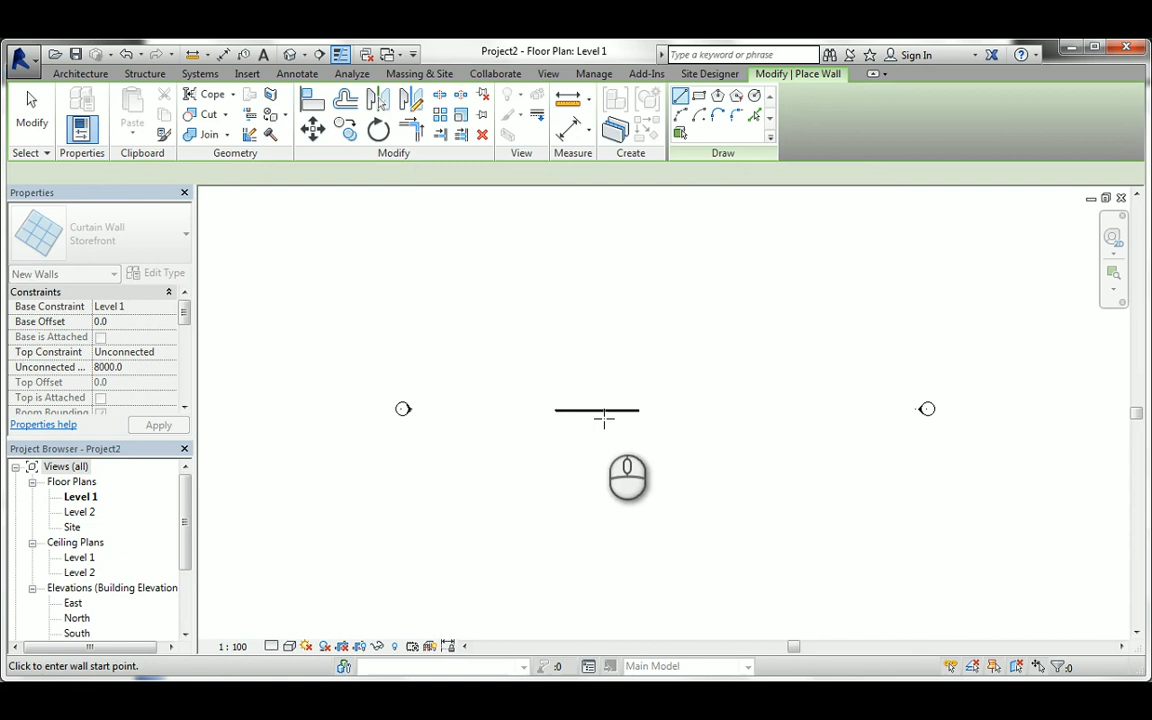 Project2 - Floor Plan: Level 1
Type a keyword or phrase
Sign In
Architecture Structure Systems Insert Annotate Analyze Massing & Site Collaborate View Manage Add-Ins Site Designer Modify | Place Wall
Modify
Paste
Cope
Cut
Join
Select Properties Clipboard Geometry Modify View Measure Create Draw
Properties
Curtain Wall
Storefront
New Walls Edit Type
Constraints
Base Constraint Level 1
Base Offset 0.0
Base is Attached
Top Constraint Unconnected
Unconnected ... 8000.0
Top Offset 0.0
Top is Attached
Room Bounding
Properties help Apply
Project Browser - Project2
Views (all)
Floor Plans
Level 1
Level 2
Site
Ceiling Plans
Level 1
Level 2
Elevations (Building Elevation
East
North
South
1 : 100
Click to enter wall start point.
:0
Main Model
:0
2D